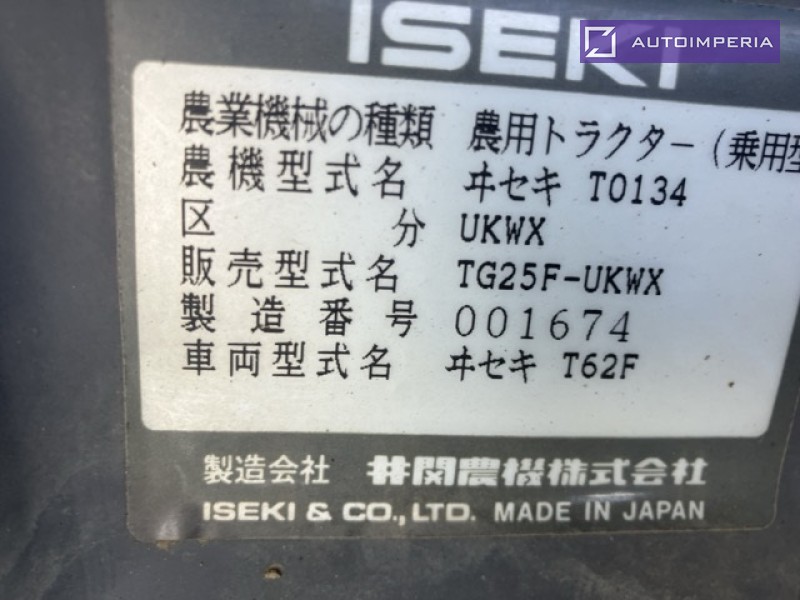 ISEKI
AUTOIMPERIA
農業機械の種類 農用トラクター(乗用型
農機型式名 ヰセキ T0134
区分 UKWX
販売型式名 TG25F-UKWX
製造番号 001674
車両型式名 ヰセキ T62F
製造会社 井関農機株式会社
ISEKI & CO.,LTD. MADE IN JAPAN